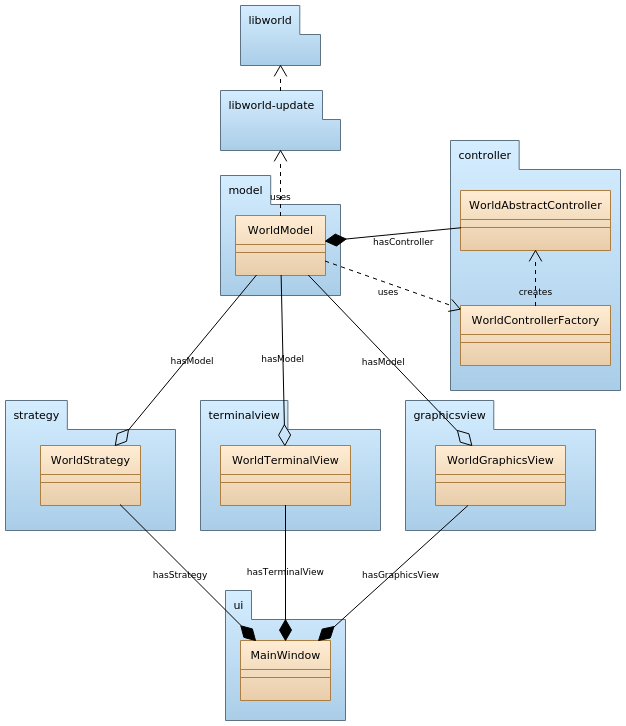 libworld
libworld-update
controller
model
uses
WorldAbstractController
WorldModel
hasController
uses
creates
WorldControllerFactory
hasModel
hasModel
hasModel
strategy
terminalview
graphicsview
WorldStrategy
WorldTerminalView
WorldGraphicsView
hasStrategy
hasTerminalView
hasGraphicsView
ui
MainWindow